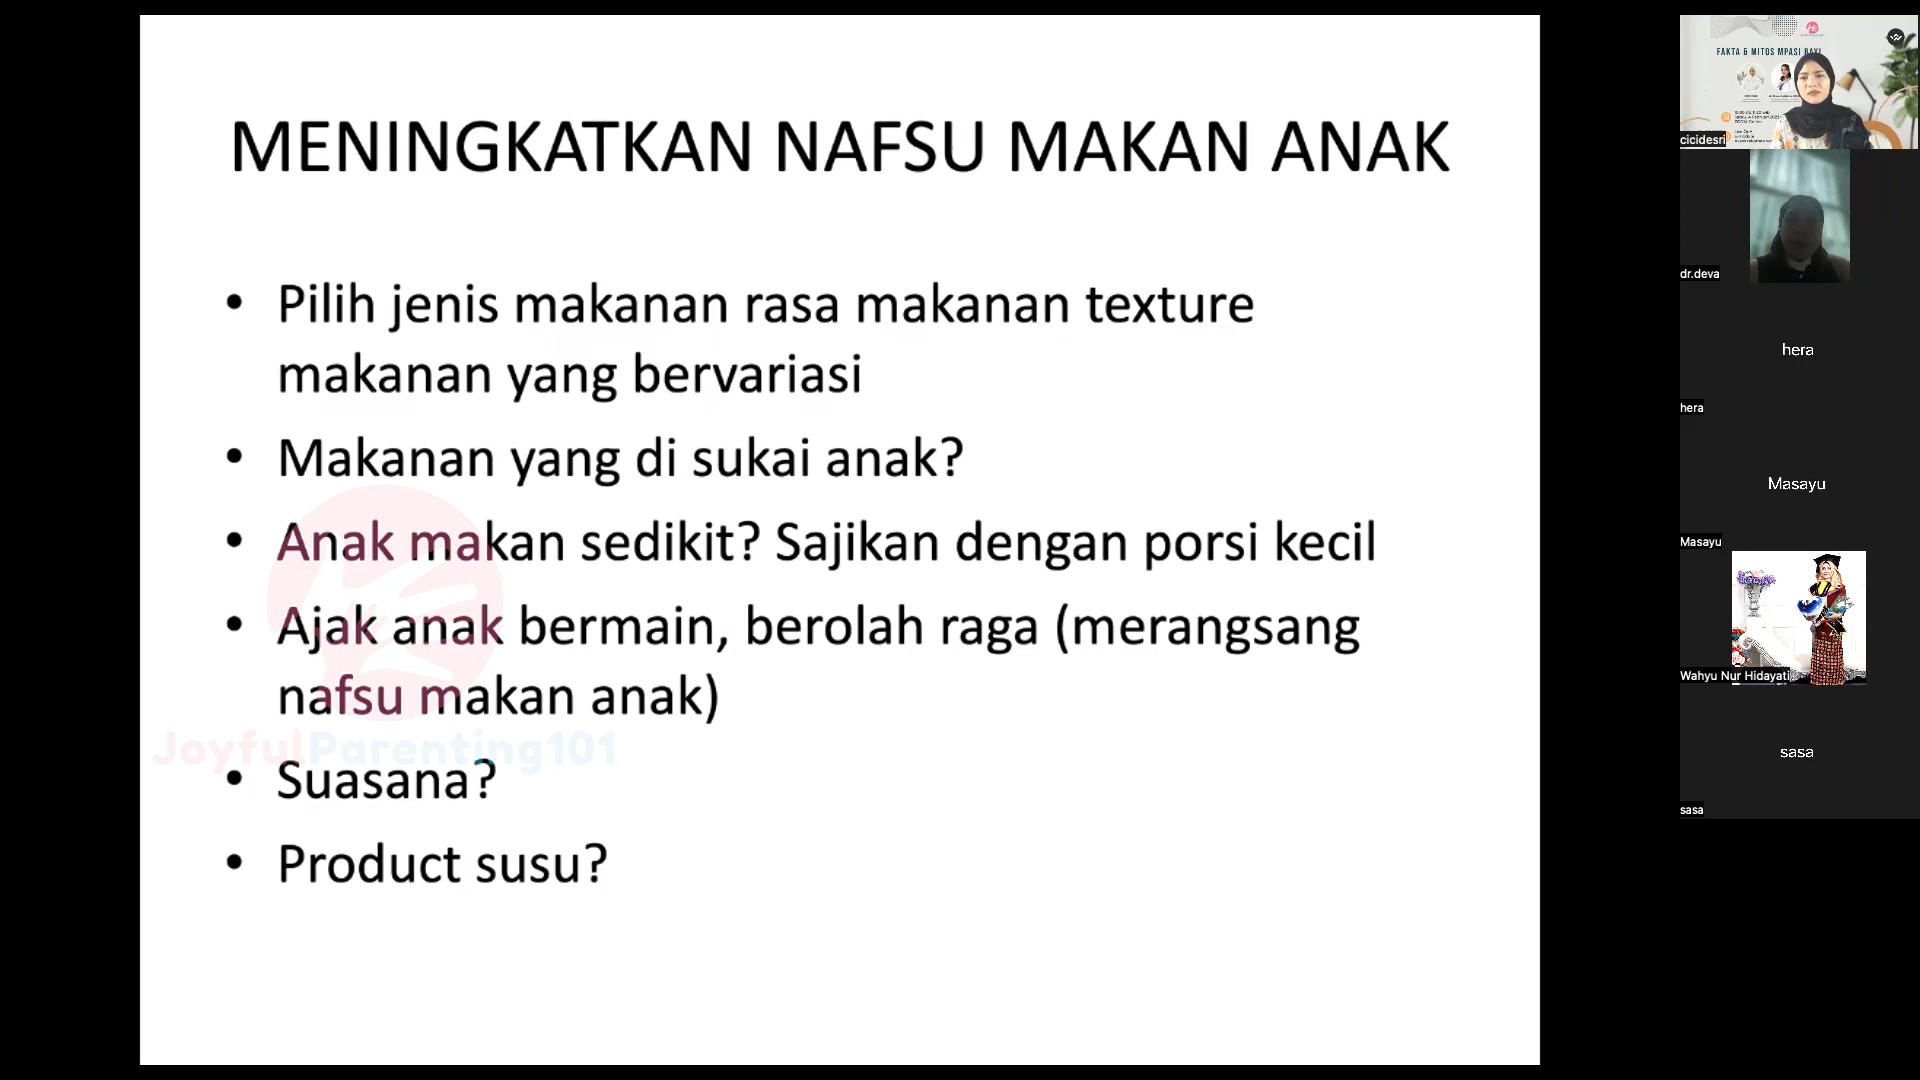 MENINGKATKAN NAFSU MAKAN ANAK
• Pilih jenis makanan rasa makanan texture
makanan yang bervariasi
• Makanan yang di sukai anak?
• Anak makan sedikit? Sajikan dengan porsi kecil
• Ajak anak bermain, berolah raga (merangsang
nafsu makan anak)
• Suasana?
• Product susu?
JoyfulParenting101
FAKTA & MITOS MPASI BAYI
cicidesri
dr.deva
hera
hera
Masayu
Masayu
Wahyu Nur Hidayati
sasa
sasa